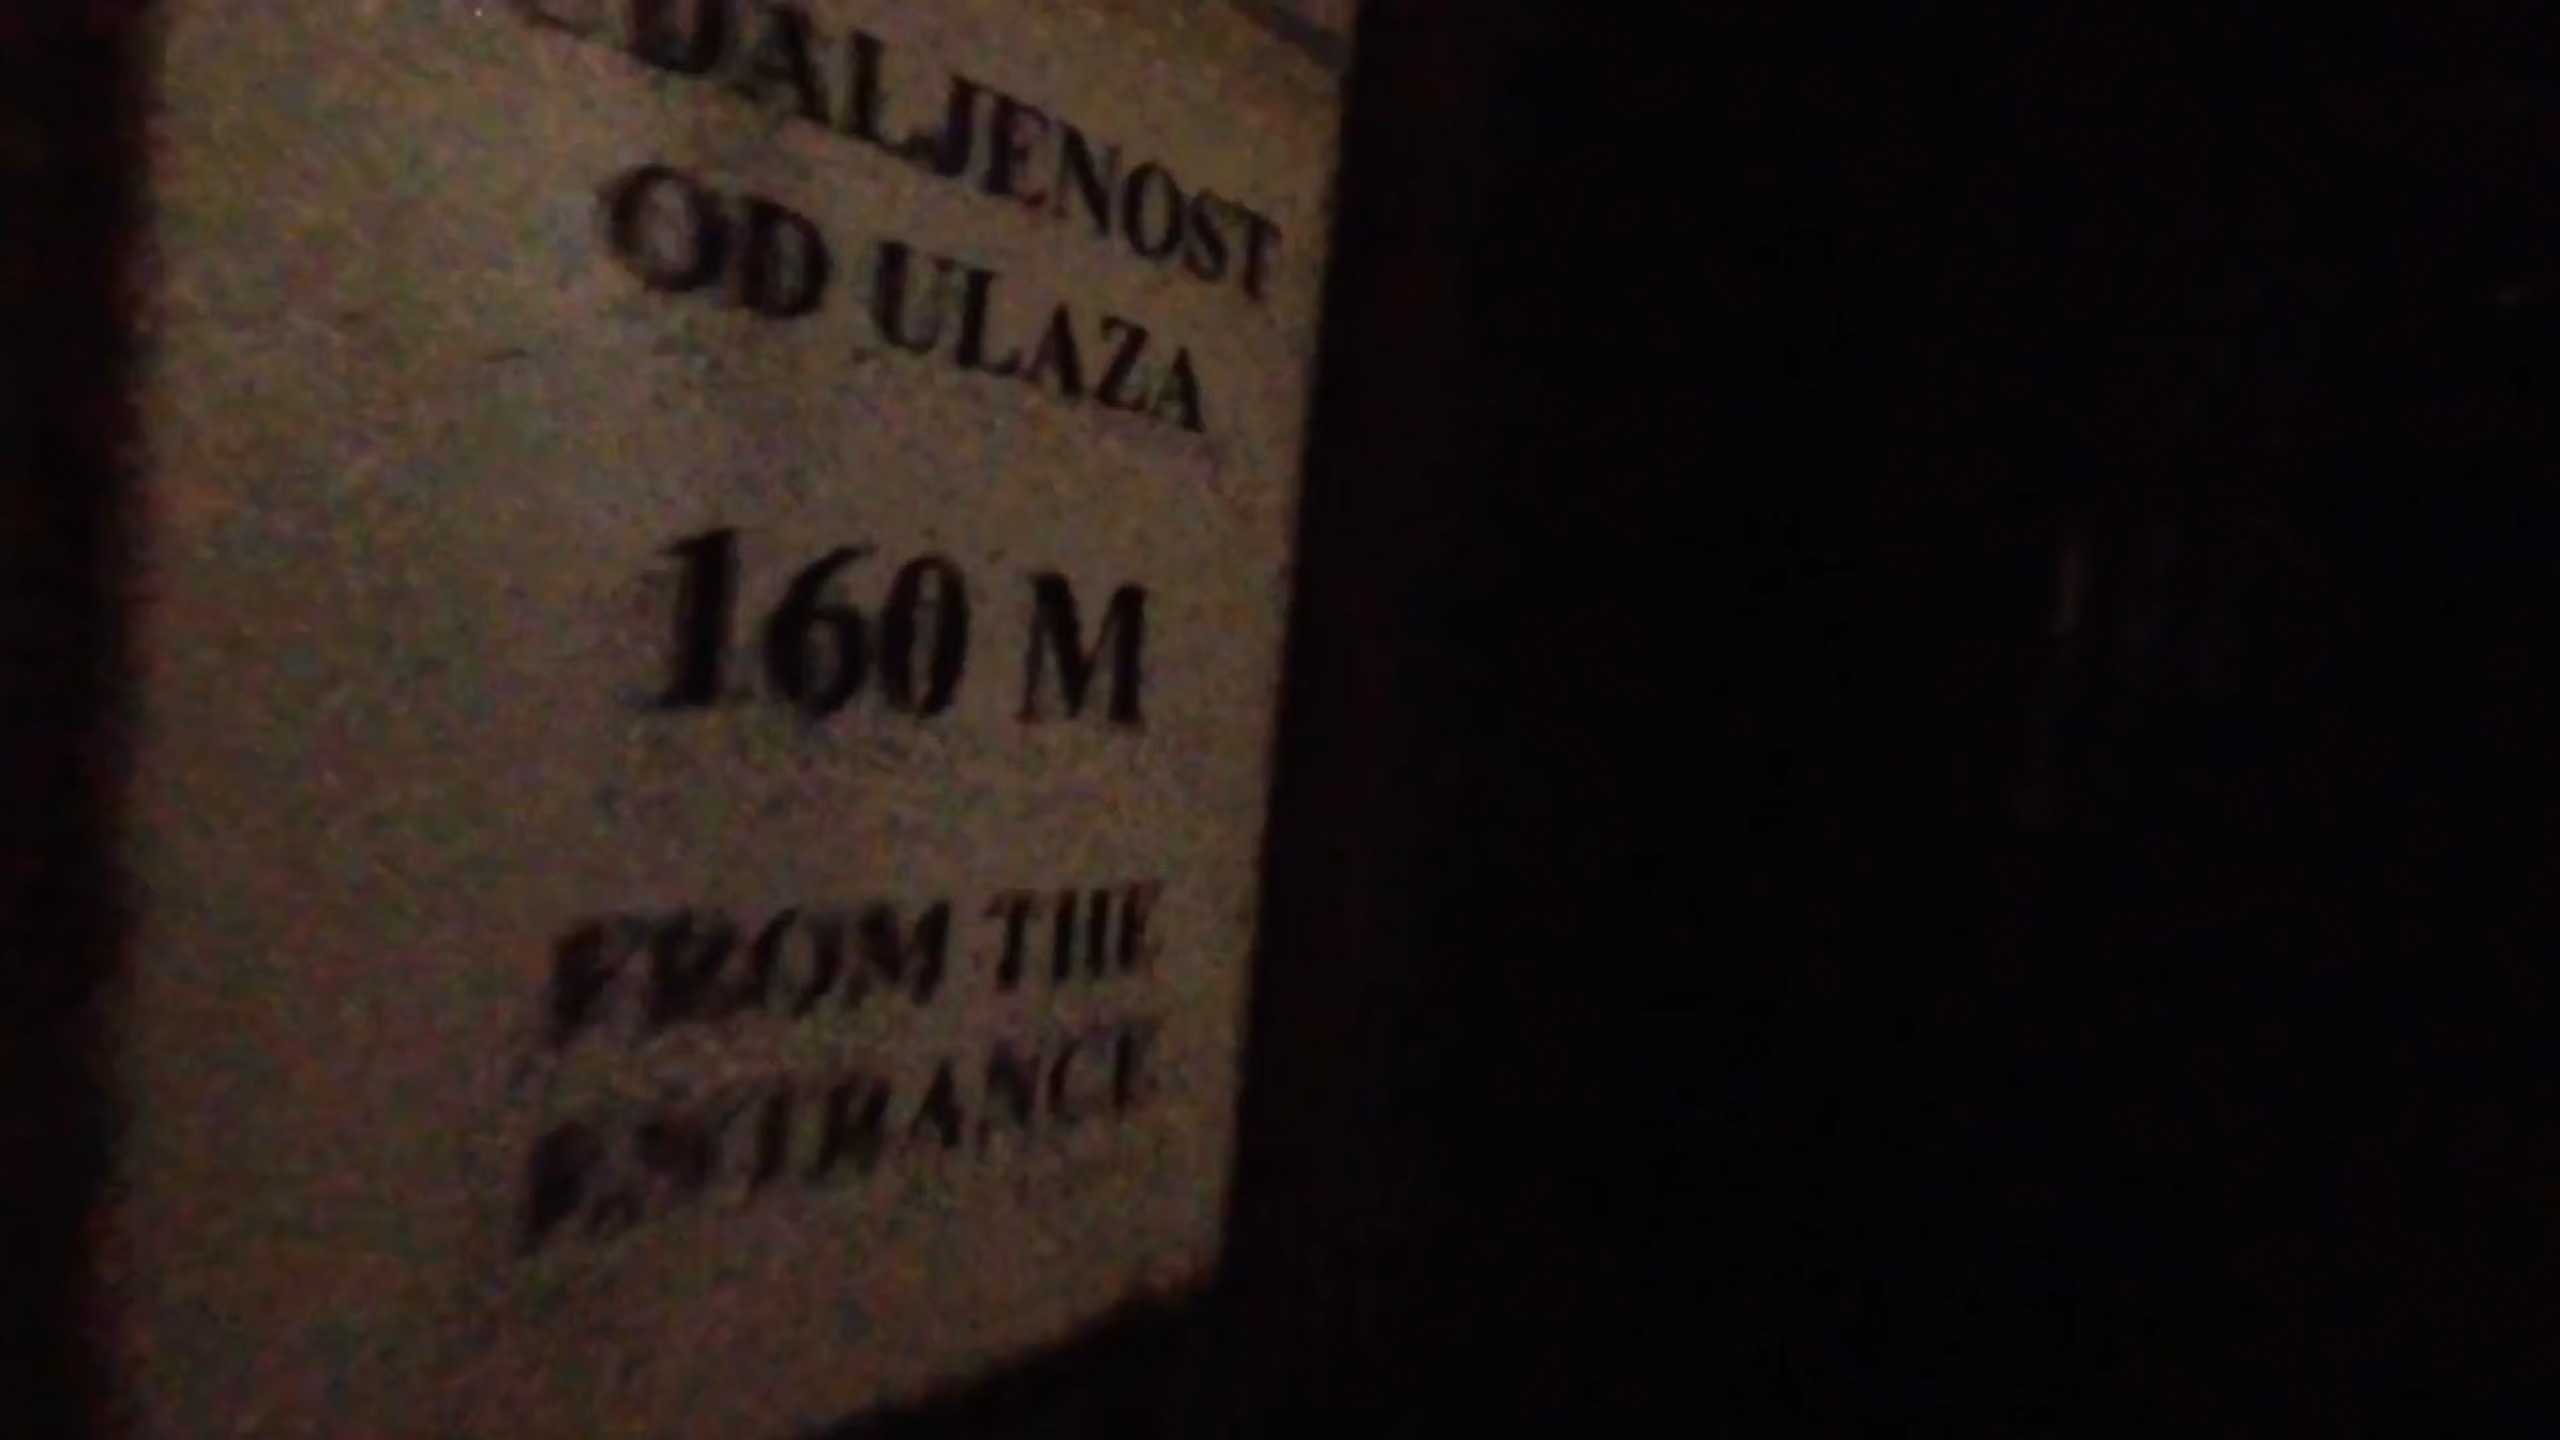 UDALJENOST
OD ULAZA
160 M
FROM THE
ENTRANCE